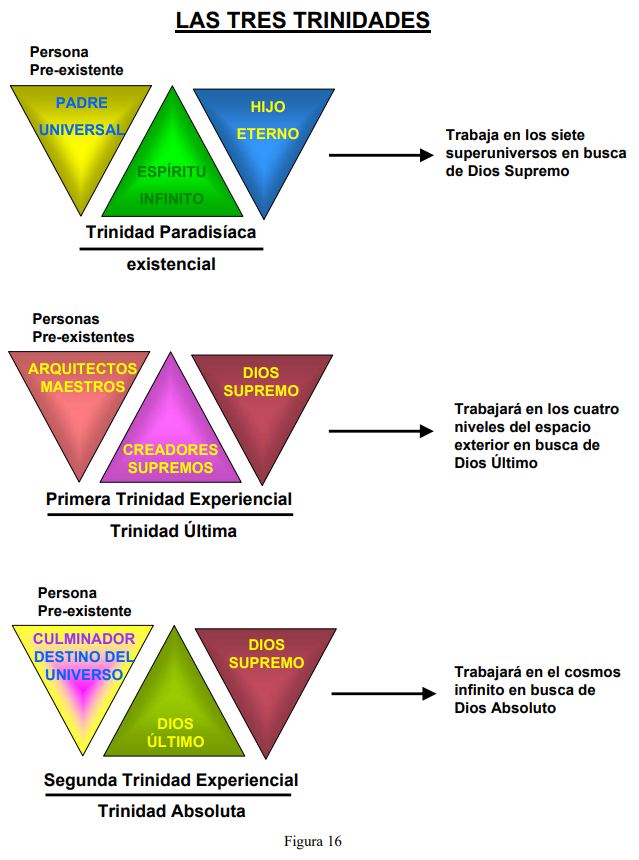 LAS TRES TRINIDADES
Persona
Pre-existente
PADRE
UNIVERSAL
ESPÍRITU
INFINITO
HIJO
ETERNO
Trabaja en los siete
superuniversos en busca
de Dios Supremo
Trinidad Paradisíaca
existencial
Personas
Pre-existentes
ARQUITECTOS
MAESTROS
CREADORES
SUPREMOS
DIOS
SUPREMO
Trabajará en los cuatro
niveles del espacio
exterior en busca de
Dios Último
Primera Trinidad Experiencial
Trinidad Última
Persona
Pre-existente
CULMINADOR
DESTINO DEL
UNIVERSO
DIOS
ÚLTIMO
DIOS
SUPREMO
Trabajará en el cosmos
infinito en busca de
Dios Absoluto
Segunda Trinidad Experiencial
Trinidad Absoluta
Figura 16